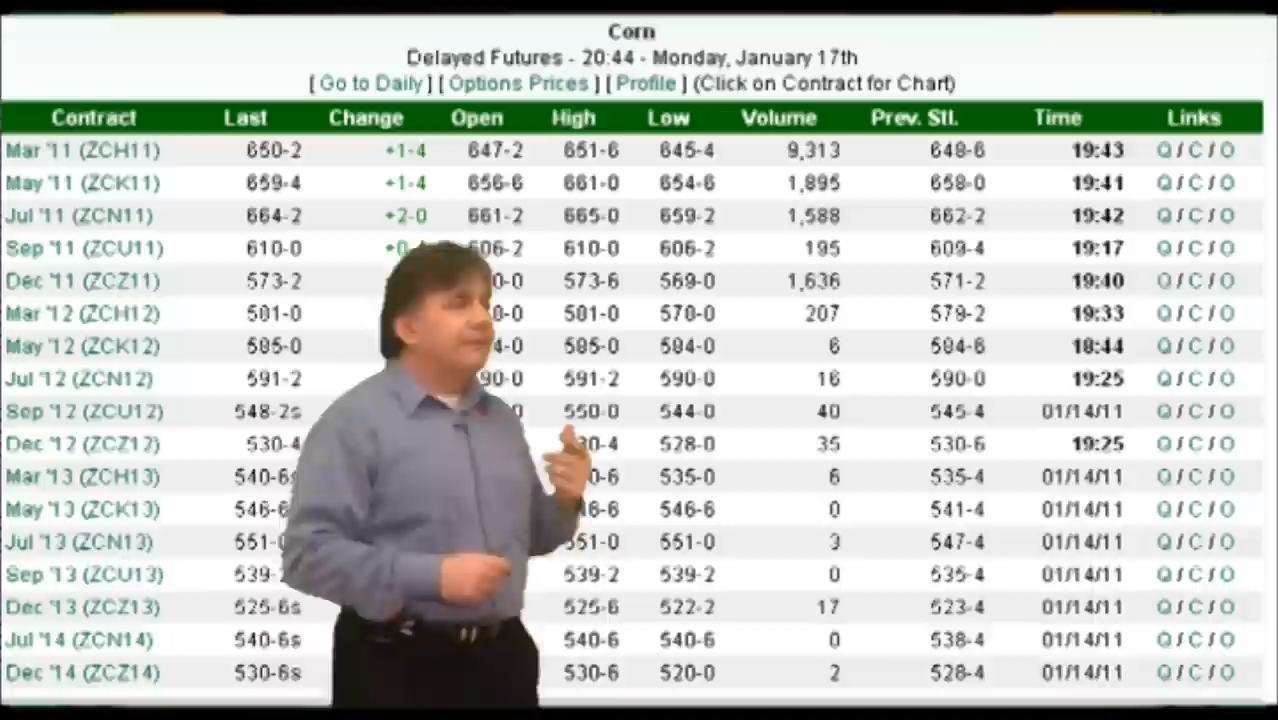 Corn
Delayed Futures - 20:44 - Monday, January 17th
[ Go to Daily ] [ Options Prices ] [ Profile ] (Click on Contract for Chart)
Contract Last Change Open High Low Volume Prev. Stl. Time Links
Mar '11 (ZCH11) 650-2 +1-4 647-2 651-6 645-4 9,313 648-6 19:43 Q / C / O
May '11 (ZCK11) 659-4 +1-4 656-6 661-0 654-6 1,895 658-0 19:41 Q / C / O
Jul '11 (ZCN11) 664-2 +2-0 661-2 665-0 659-2 1,588 662-2 19:42 Q / C / O
Sep '11 (ZCU11) 610-0 606-2 610-0 606-2 195 609-4 19:17 Q / C / O
Dec '11 (ZCZ11) 573-2 573-6 569-0 1,636 571-2 19:40 Q / C / O
Mar '12 (ZCH12) 207 579-2 19:33 Q / C / O
May '12 (ZCK12) 585-0 585-0 584-0 6 584-6 18:44 Q / C / O
Jul '12 (ZCN12) 591-2 591-2 590-0 16 590-0 19:25 Q / C / O
Sep '12 (ZCU12) 548-2s 550-0 544-0 40 545-4 01/14/11 Q / C / O
Dec '12 (ZCZ12) 530-4 528-0 35 530-6 19:25 Q / C / O
Mar '13 (ZCH13) 540-6s 535-0 6 535-4 01/14/11 Q / C / O
May '13 (ZCK13) 546-6 546-6 0 541-4 01/14/11 Q / C / O
Jul '13 (ZCN13) 551-0 3 547-4 01/14/11 Q / C / O
Sep '13 (ZCU13) 539-2 539-2 0 535-4 01/14/11 Q / C / O
Dec '13 (ZCZ13) 525-6s 525-6 522-2 17 523-4 01/14/11 Q / C / O
Jul '14 (ZCN14) 540-6s 540-6 540-6 0 538-4 01/14/11 Q / C / O
Dec '14 (ZCZ14) 530-6s 530-6 520-0 2 528-4 01/14/11 Q / C / O